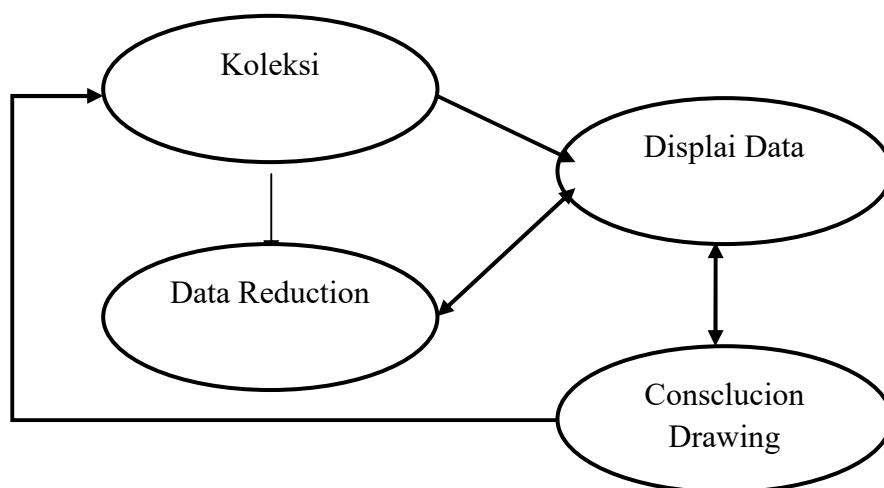 Koleksi
Displai Data
Data Reduction
Consclucion
Drawing